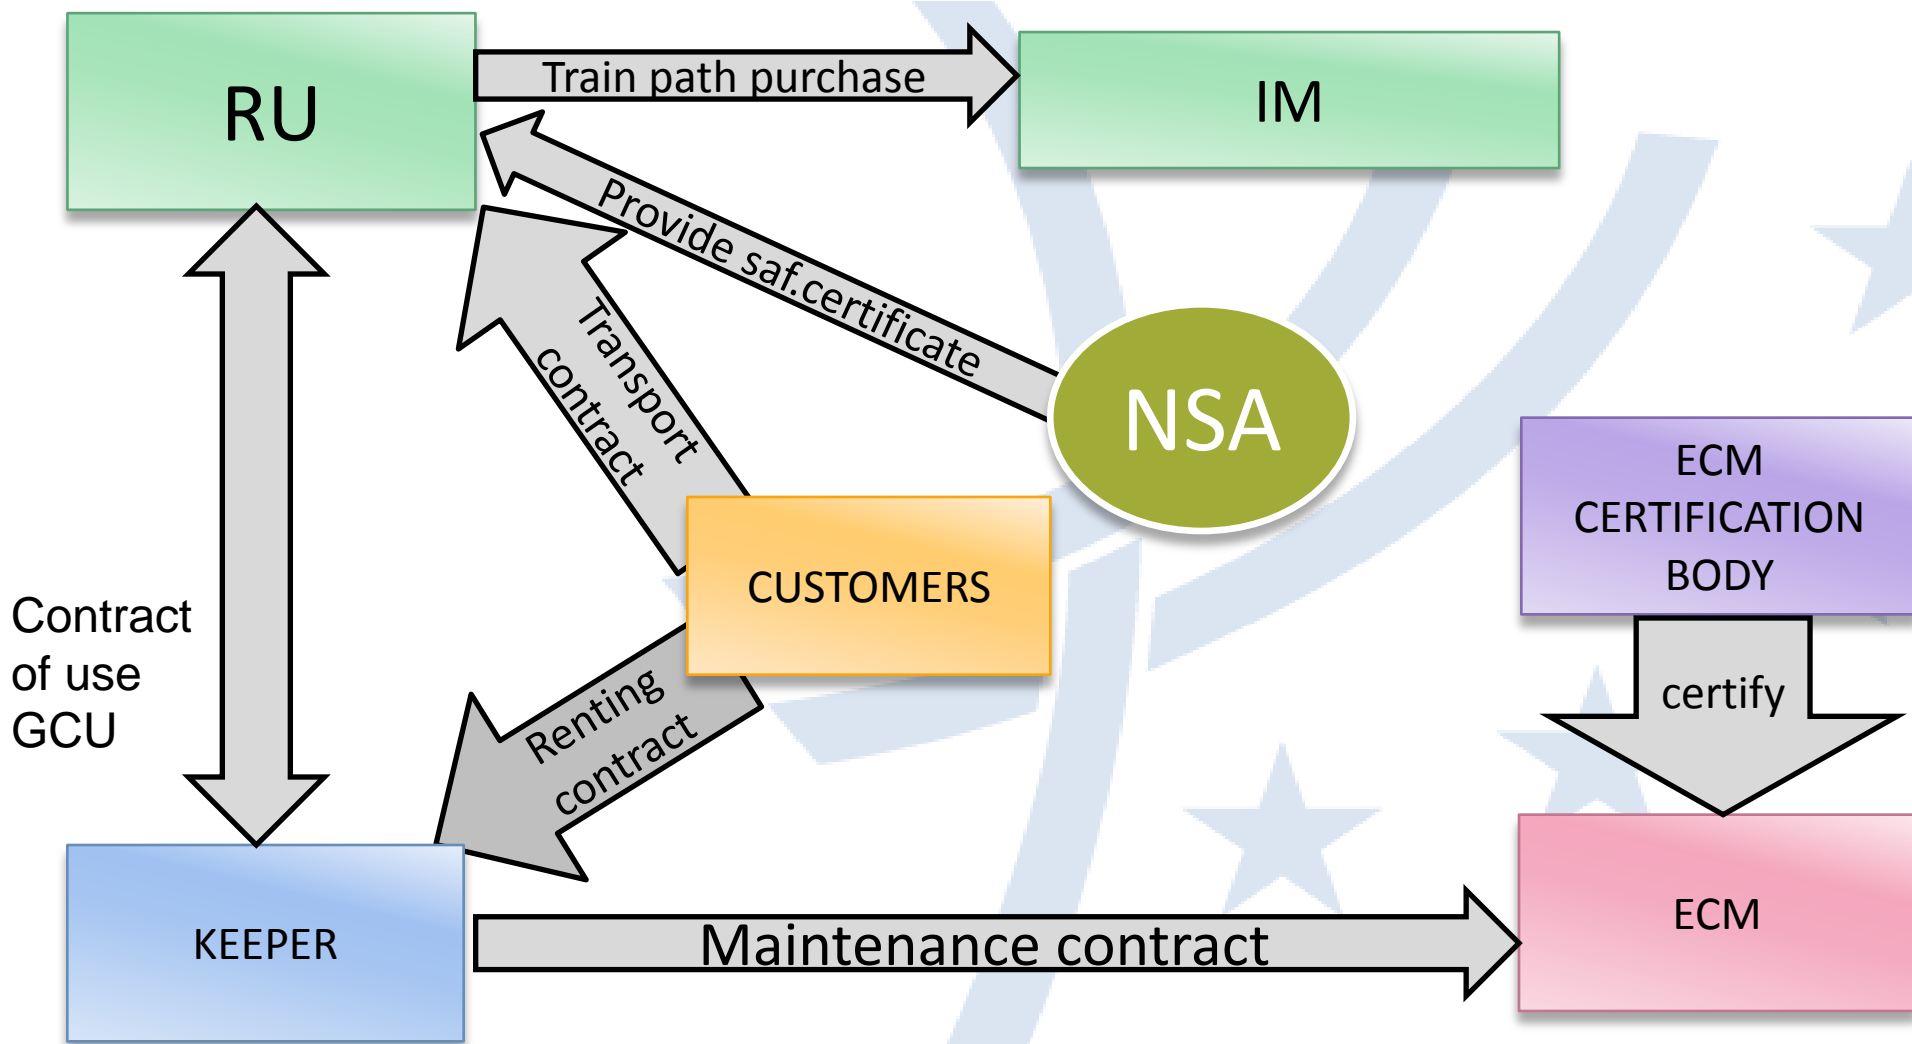 RU
Train path purchase
IM
Provide saf.certificate
Transport
contract
NSA
ECM
CERTIFICATION
BODY
CUSTOMERS
Contract
of use
GCU
Renting
contract
certify
KEEPER
Maintenance contract
ECM